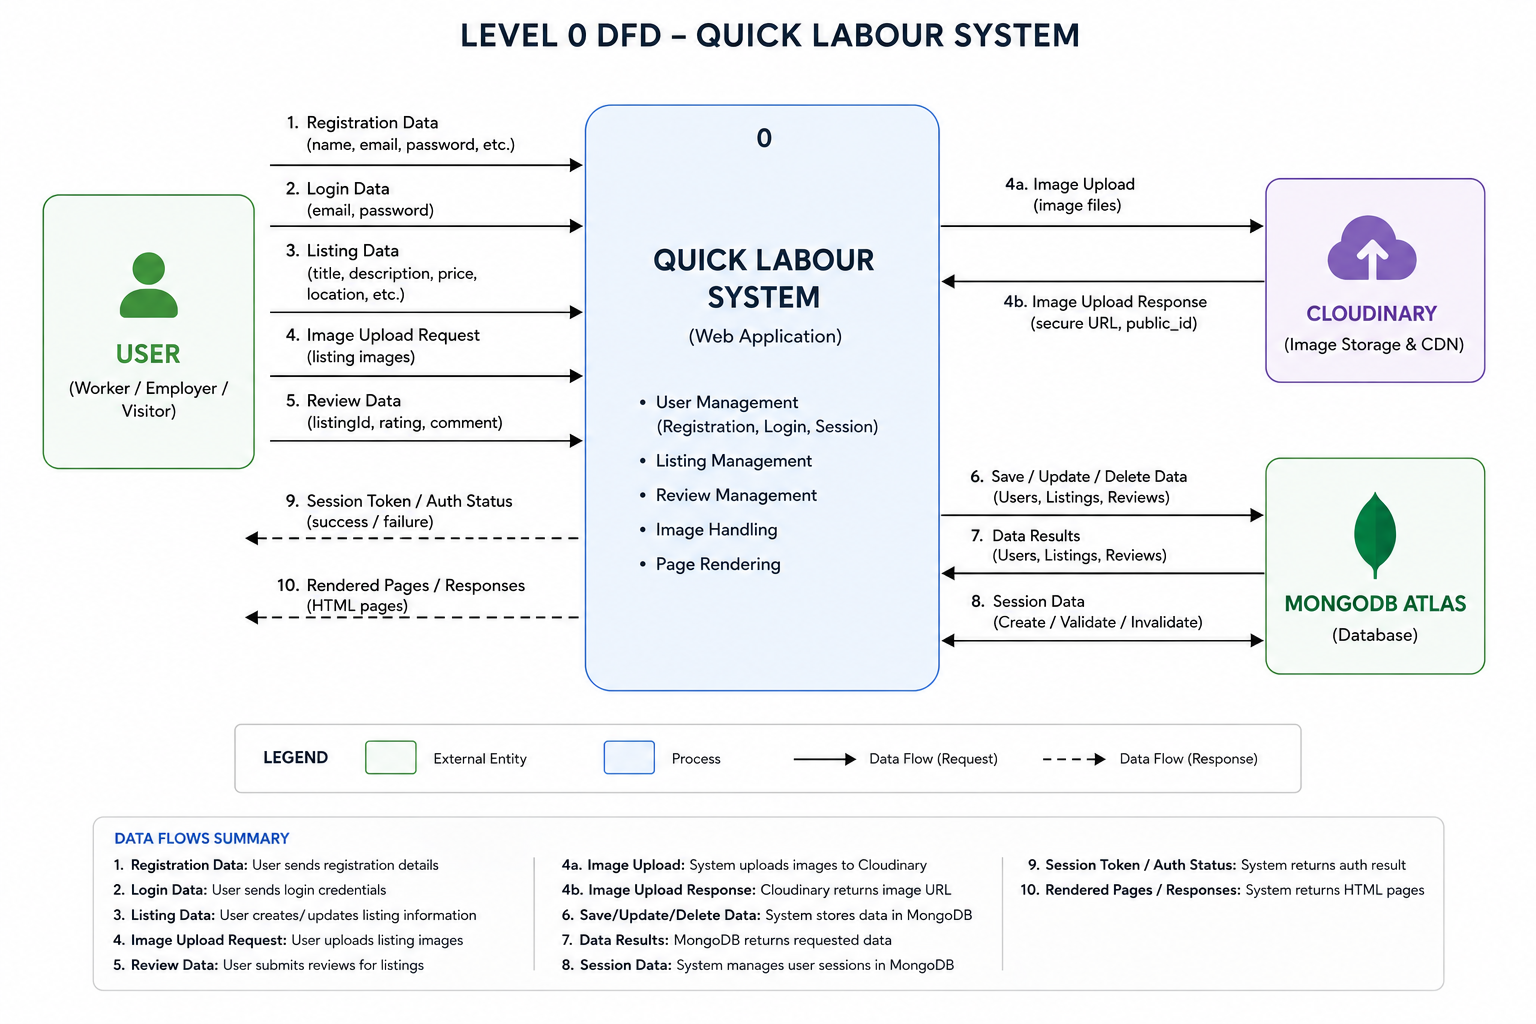 LEVEL 0 DFD – QUICK LABOUR SYSTEM
1. Registration Data
(name, email, password, etc.)
2. Login Data
(email, password)
3. Listing Data
(title, description, price,
location, etc.)
4. Image Upload Request
(listing images)
5. Review Data
(listingId, rating, comment)
9. Session Token / Auth Status
(success / failure)
10. Rendered Pages / Responses
(HTML pages)
USER
(Worker / Employer /
Visitor)
0
QUICK LABOUR
SYSTEM
(Web Application)
• User Management
(Registration, Login, Session)
• Listing Management
• Review Management
• Image Handling
• Page Rendering
4a. Image Upload
(image files)
4b. Image Upload Response
(secure URL, public_id)
CLOUDINARY
(Image Storage & CDN)
6. Save / Update / Delete Data
(Users, Listings, Reviews)
7. Data Results
(Users, Listings, Reviews)
8. Session Data
(Create / Validate / Invalidate)
MONGODB ATLAS
(Database)
LEGEND
External Entity
Process
Data Flow (Request)
Data Flow (Response)
DATA FLOWS SUMMARY
1. Registration Data: User sends registration details
2. Login Data: User sends login credentials
3. Listing Data: User creates/updates listing information
4. Image Upload Request: User uploads listing images
5. Review Data: User submits reviews for listings
4a. Image Upload: System uploads images to Cloudinary
4b. Image Upload Response: Cloudinary returns image URL
6. Save/Update/Delete Data: System stores data in MongoDB
7. Data Results: MongoDB returns requested data
8. Session Data: System manages user sessions in MongoDB
9. Session Token / Auth Status: System returns auth result
10. Rendered Pages / Responses: System returns HTML pages